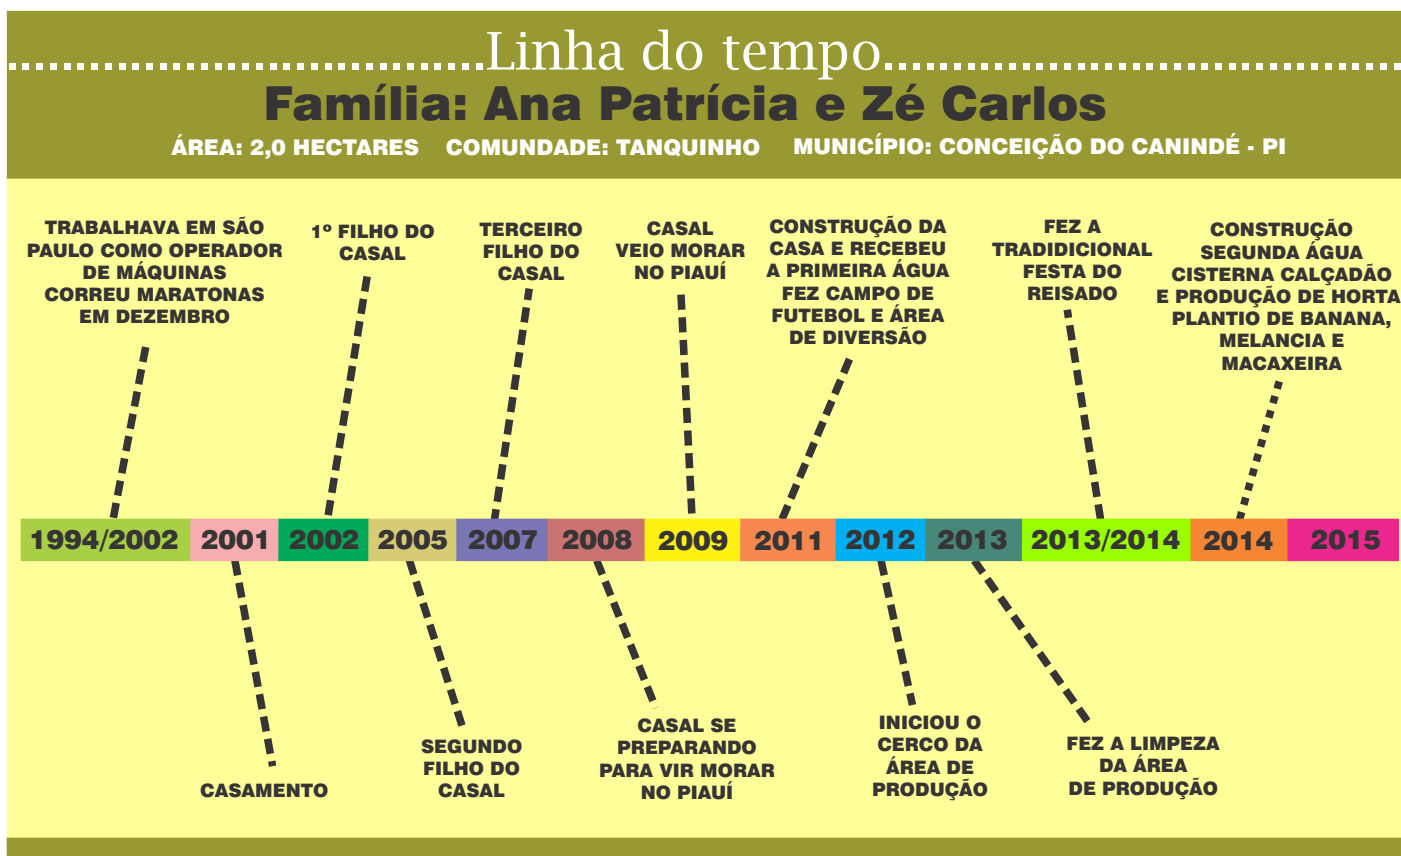 Linha do tempo
Família: Ana Patrícia e Zé Carlos
ÁREA: 2,0 HECTARES COMUNDADE: TANQUINHO MUNICÍPIO: CONCEIÇÃO DO CANINDÉ - PI
TRABALHAVA EM SÃO
PAULO COMO OPERADOR
DE MÁQUINAS
CORREU MARATONAS
EM DEZEMBRO
1º FILHO DO
CASAL
TERCEIRO
FILHO DO
CASAL
CASAL
VEIO MORAR
NO PIAUÍ
CONSTRUÇÃO DA
CASA E RECEBEU
A PRIMEIRA ÁGUA
FEZ CAMPO DE
FUTEBOL E ÁREA
DE DIVERSÃO
FEZ A
TRADIDICIONAL
FESTA DO
REISADO
CONSTRUÇÃO
SEGUNDA ÁGUA
CISTERNA CALÇADÃO
E PRODUÇÃO DE HORTA
PLANTIO DE BANANA,
MELANCIA E
MACAXEIRA
1994/2002 2001 2002 2005 2007 2008 2009 2011 2012 2013 2013/2014 2014 2015
CASAMENTO
SEGUNDO
FILHO DO
CASAL
CASAL SE
PREPARANDO
PARA VIR MORAR
NO PIAUÍ
INICIOU O
CERCO DA
ÁREA DE
PRODUÇÃO
FEZ A LIMPEZA
DA ÁREA
DE PRODUÇÃO